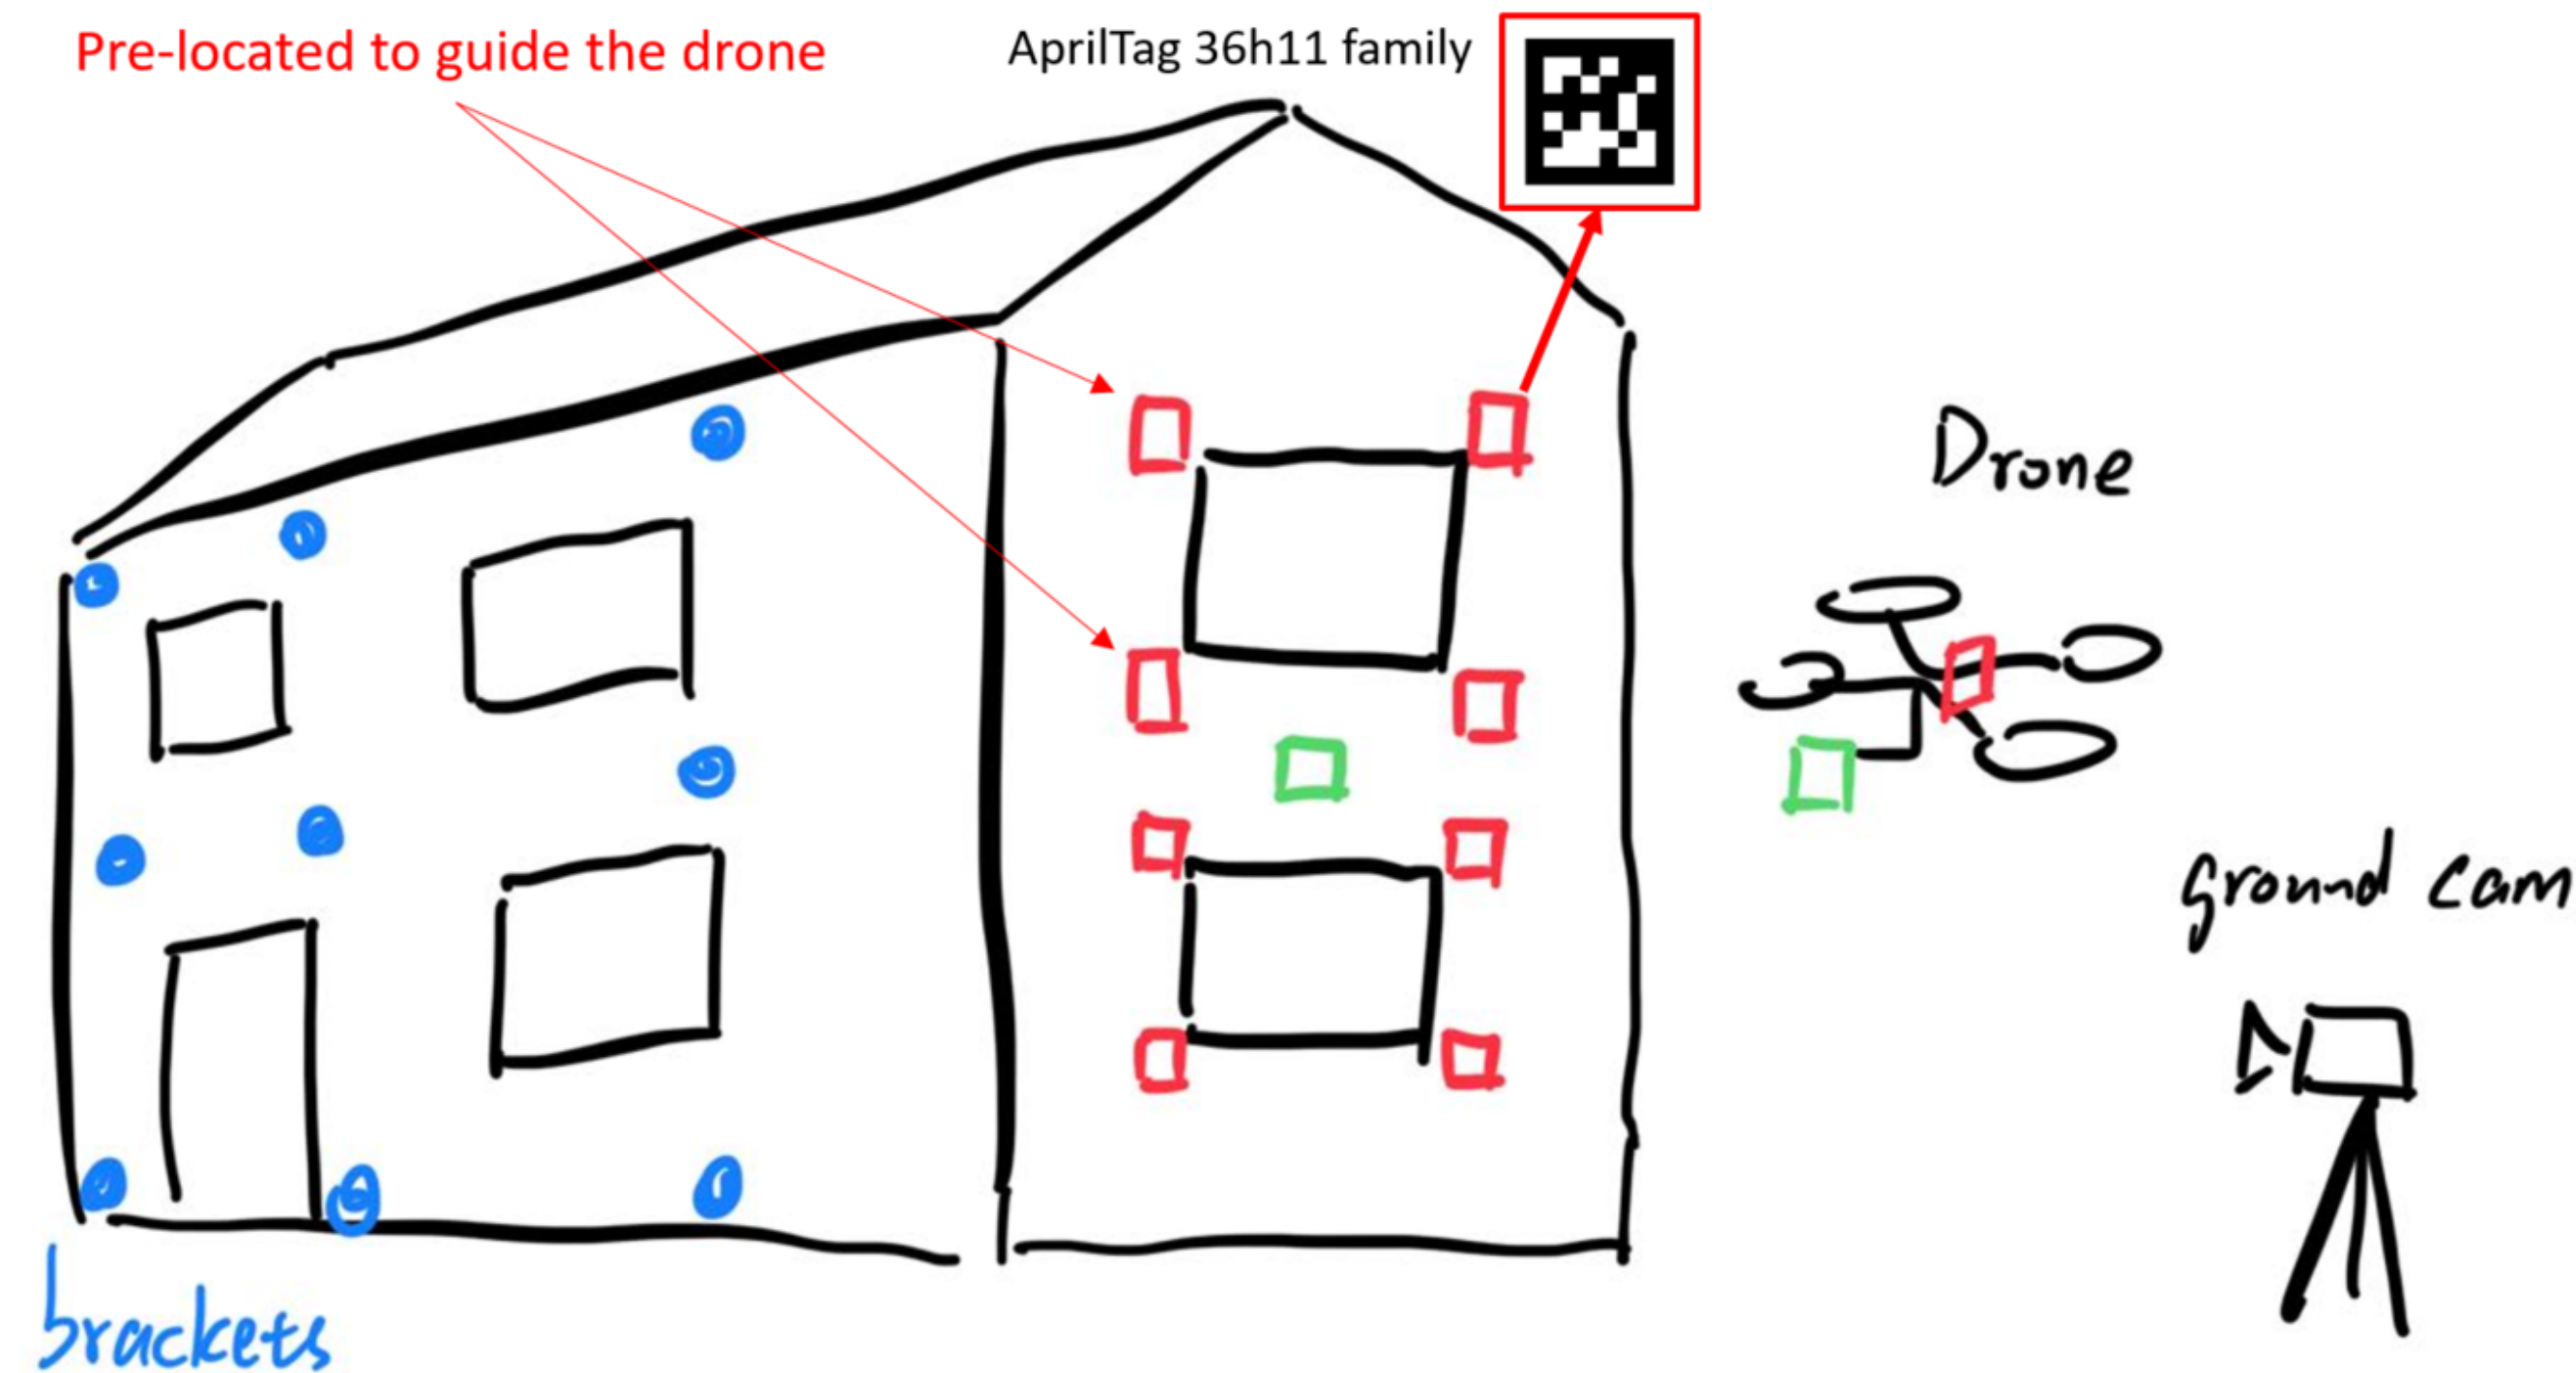 Pre-located to guide the drone
AprilTag 36h11 family
Drone
ground cam
brackets